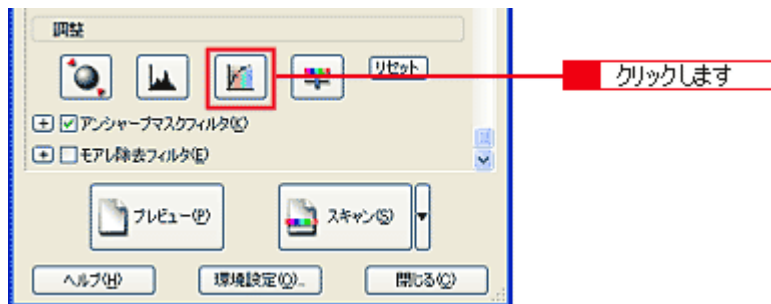 調整
リセット
クリックします
アンシャープマスクフィルタ(K)
モアレ除去フィルタ(E)
プレビュー(P)
スキャン(S)
ヘルプ(H)
環境設定(O)...
閉じる(C)